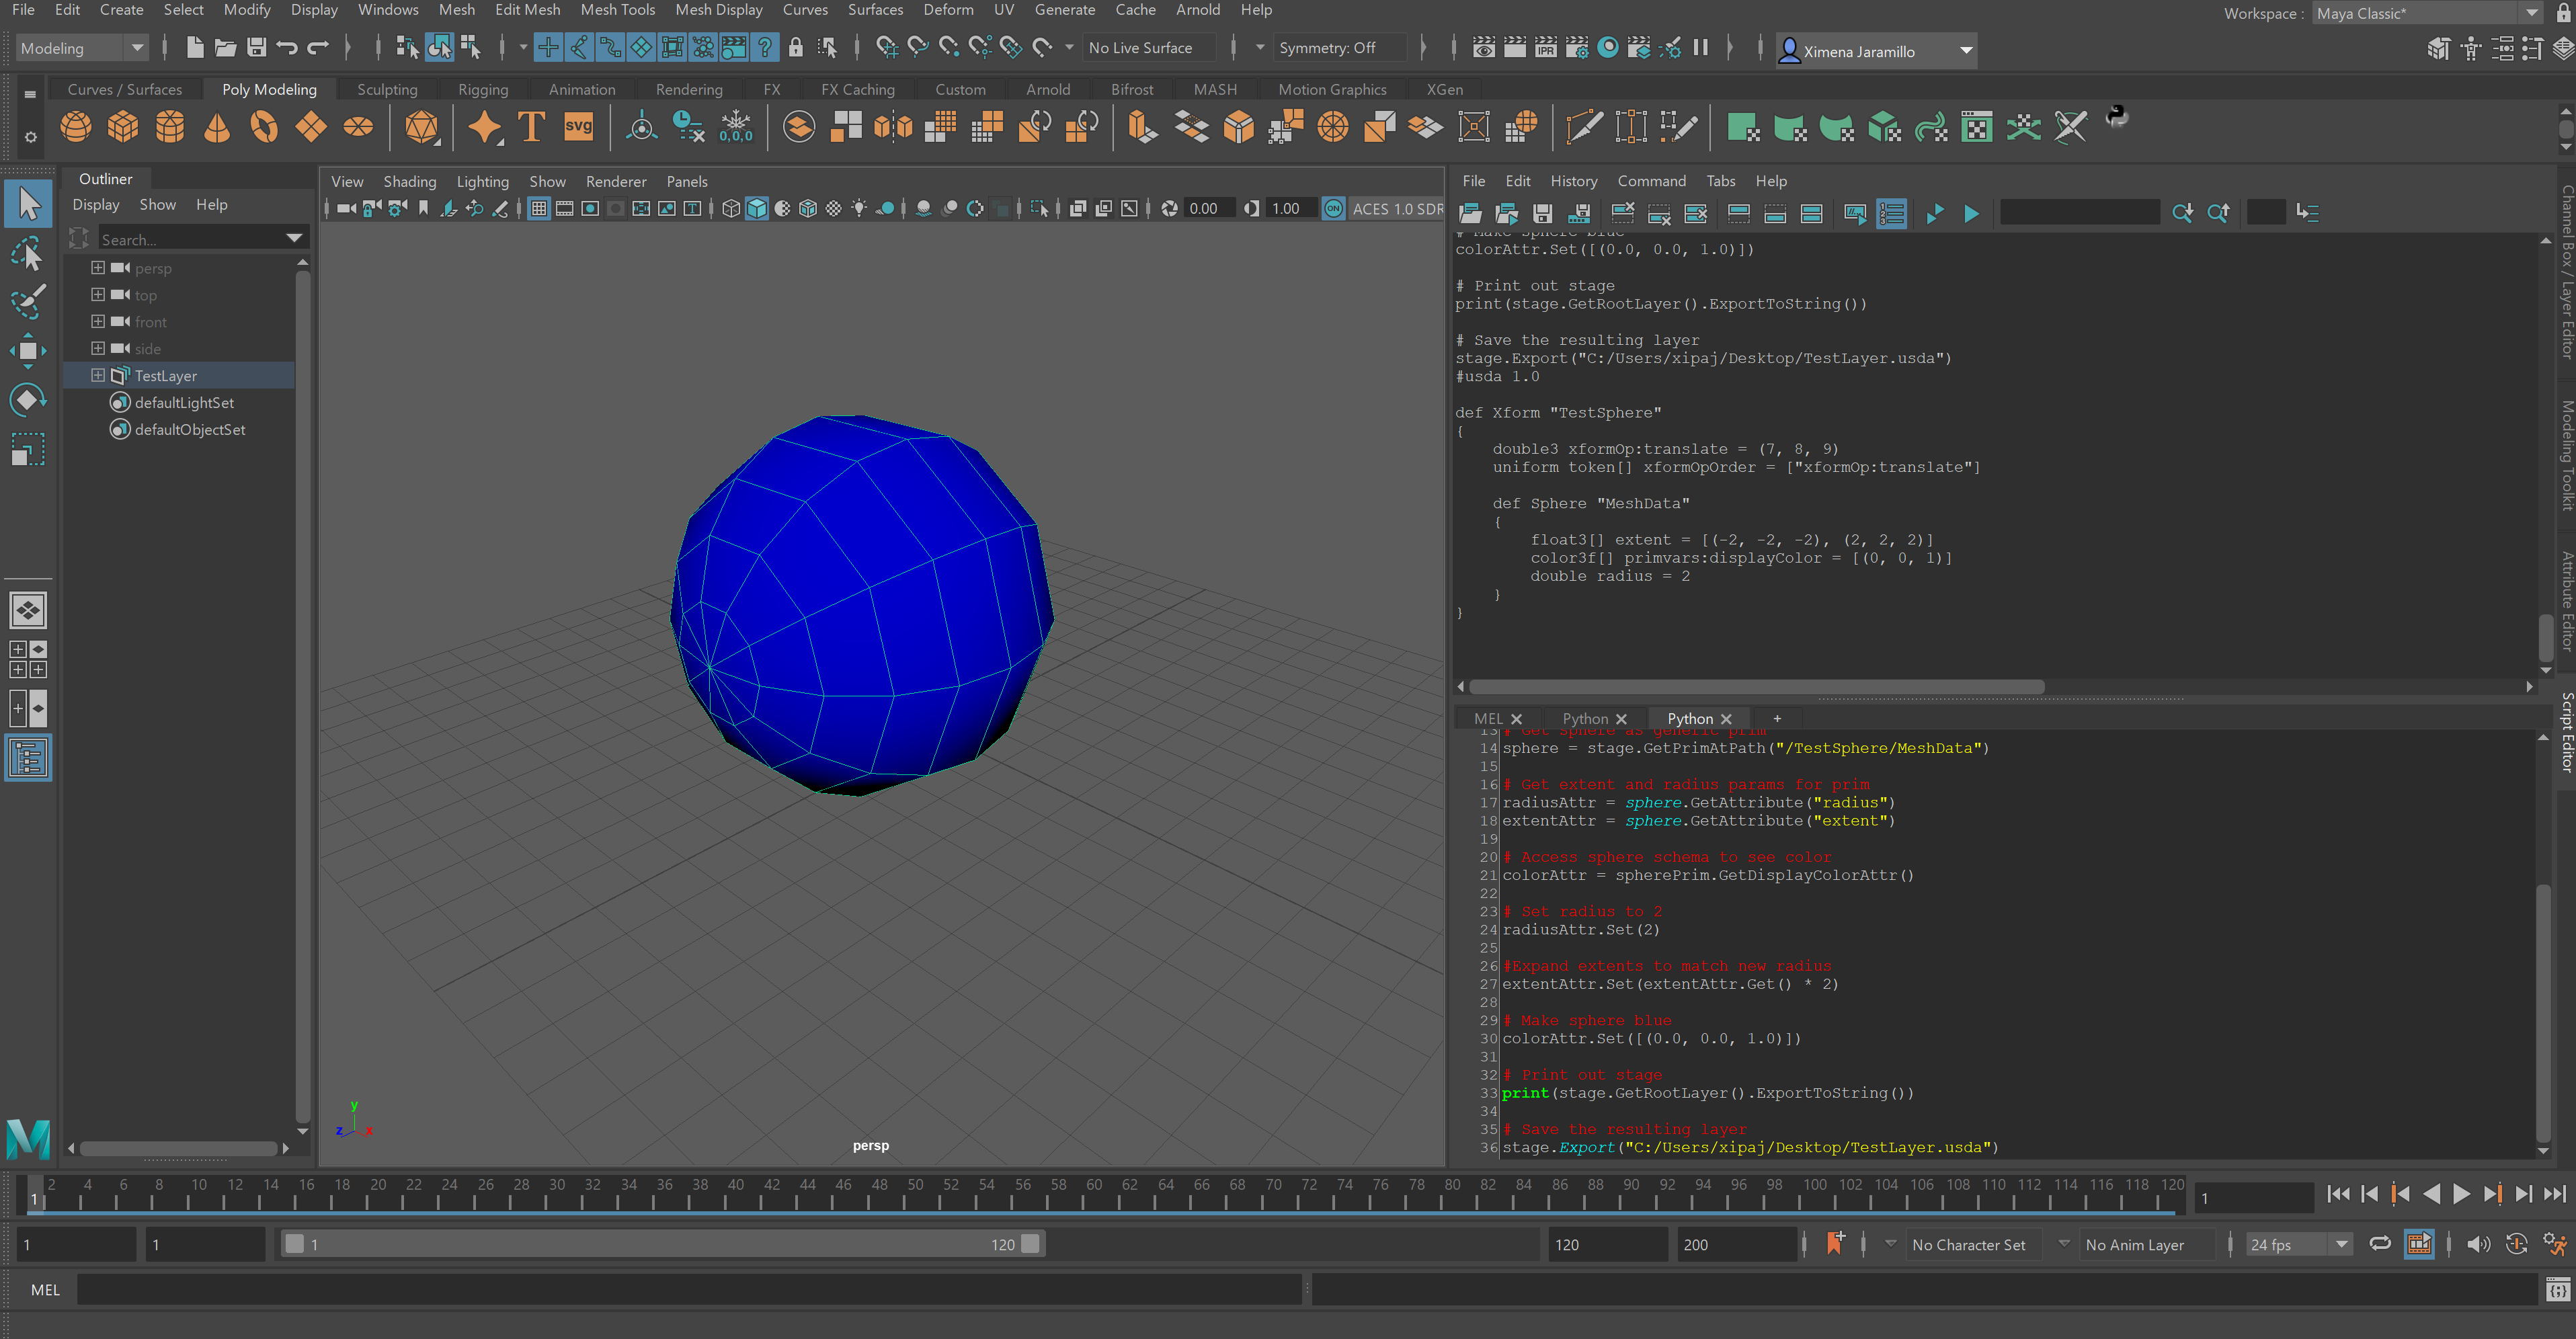 File Edit Create Select Modify Display Windows Mesh Edit Mesh Mesh Tools Mesh Display Curves Surfaces Deform UV Generate Cache Arnold Help
Workspace : Maya Classic*
Modeling
No Live Surface
Symmetry: Off
IPR
Ximena Jaramillo
Curves / Surfaces Poly Modeling Sculpting Rigging Animation Rendering FX FX Caching Custom Arnold Bifrost MASH Motion Graphics XGen
T
svg
0,0,0
Outliner
Display Show Help
Search...
persp
top
front
side
TestLayer
defaultLightSet
defaultObjectSet
View Shading Lighting Show Renderer Panels
0.00
1.00
ON
ACES 1.0 SDR
y
z
x
persp
File Edit History Command Tabs Help
# Make sphere blue
colorAttr.Set([(0.0, 0.0, 1.0)])
# Print out stage
print(stage.GetRootLayer().ExportToString())
# Save the resulting layer
stage.Export("C:/Users/xipaj/Desktop/TestLayer.usda")
#usda 1.0
def Xform "TestSphere"
{
double3 xformOp:translate = (7, 8, 9)
uniform token[] xformOpOrder = ["xformOp:translate"]
def Sphere "MeshData"
{
float3[] extent = [(-2, -2, -2), (2, 2, 2)]
color3f[] primvars:displayColor = [(0, 0, 1)]
double radius = 2
}
}
MEL Python Python +
13 # Get sphere as generic prim
14 sphere = stage.GetPrimAtPath("/TestSphere/MeshData")
15
16 # Get extent and radius params for prim
17 radiusAttr = sphere.GetAttribute("radius")
18 extentAttr = sphere.GetAttribute("extent")
19
20 # Access sphere schema to see color
21 colorAttr = spherePrim.GetDisplayColorAttr()
22
23 # Set radius to 2
24 radiusAttr.Set(2)
25
26 #Expand extents to match new radius
27 extentAttr.Set(extentAttr.Get() * 2)
28
29 # Make sphere blue
30 colorAttr.Set([(0.0, 0.0, 1.0)])
31
32 # Print out stage
33 print(stage.GetRootLayer().ExportToString())
34
35 # Save the resulting layer
36 stage.Export("C:/Users/xipaj/Desktop/TestLayer.usda")
Channel Box / Layer Editor
Modeling Toolkit
Attribute Editor
Script Editor
1 2 4 6 8 10 12 14 16 18 20 22 24 26 28 30 32 34 36 38 40 42 44 46 48 50 52 54 56 58 60 62 64 66 68 70 72 74 76 78 80 82 84 86 88 90 92 94 96 98 100 102 104 106 108 110 112 114 116 118 120
1
1 1 1 120 120 200 No Character Set No Anim Layer 24 fps
MEL